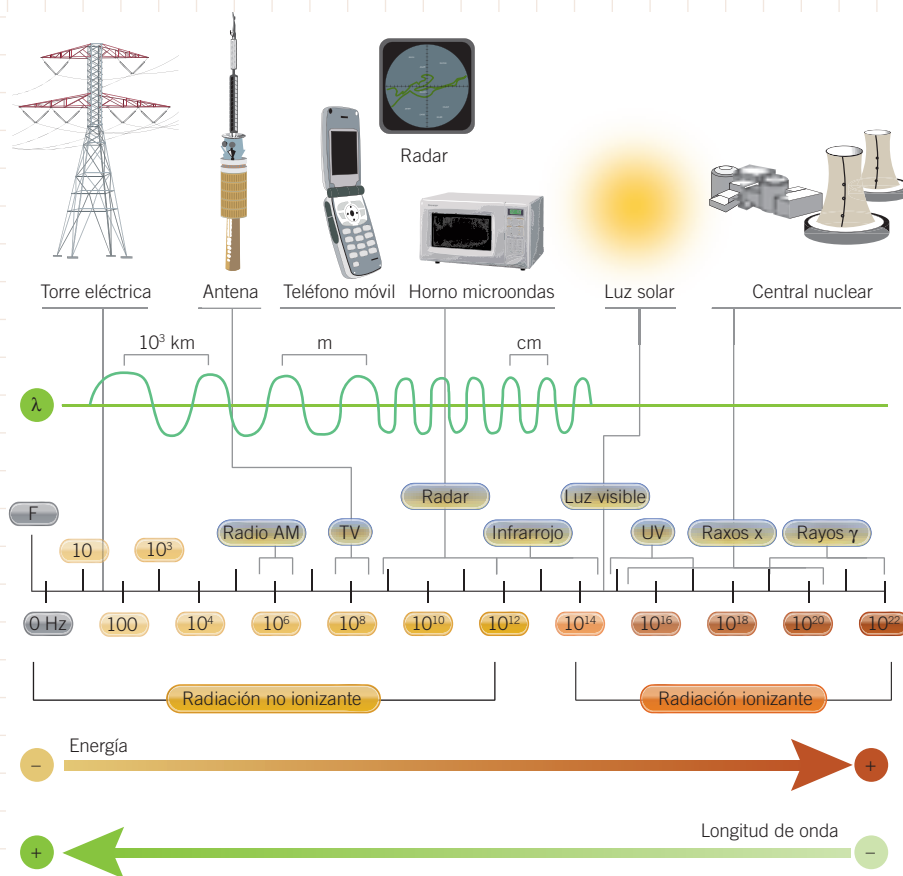 Radar
Torre eléctrica Antena Teléfono móvil Horno microondas Luz solar Central nuclear
10³ km m cm
λ
Radar Luz visible
F
Radio AM TV Infrarrojo UV Raxos x Rayos γ
10 10³
0 Hz 100 10⁴ 10⁶ 10⁸ 10¹⁰ 10¹² 10¹⁴ 10¹⁶ 10¹⁸ 10²⁰ 10²²
Radiación no ionizante Radiación ionizante
Energía
− +
Longitud de onda
+ −